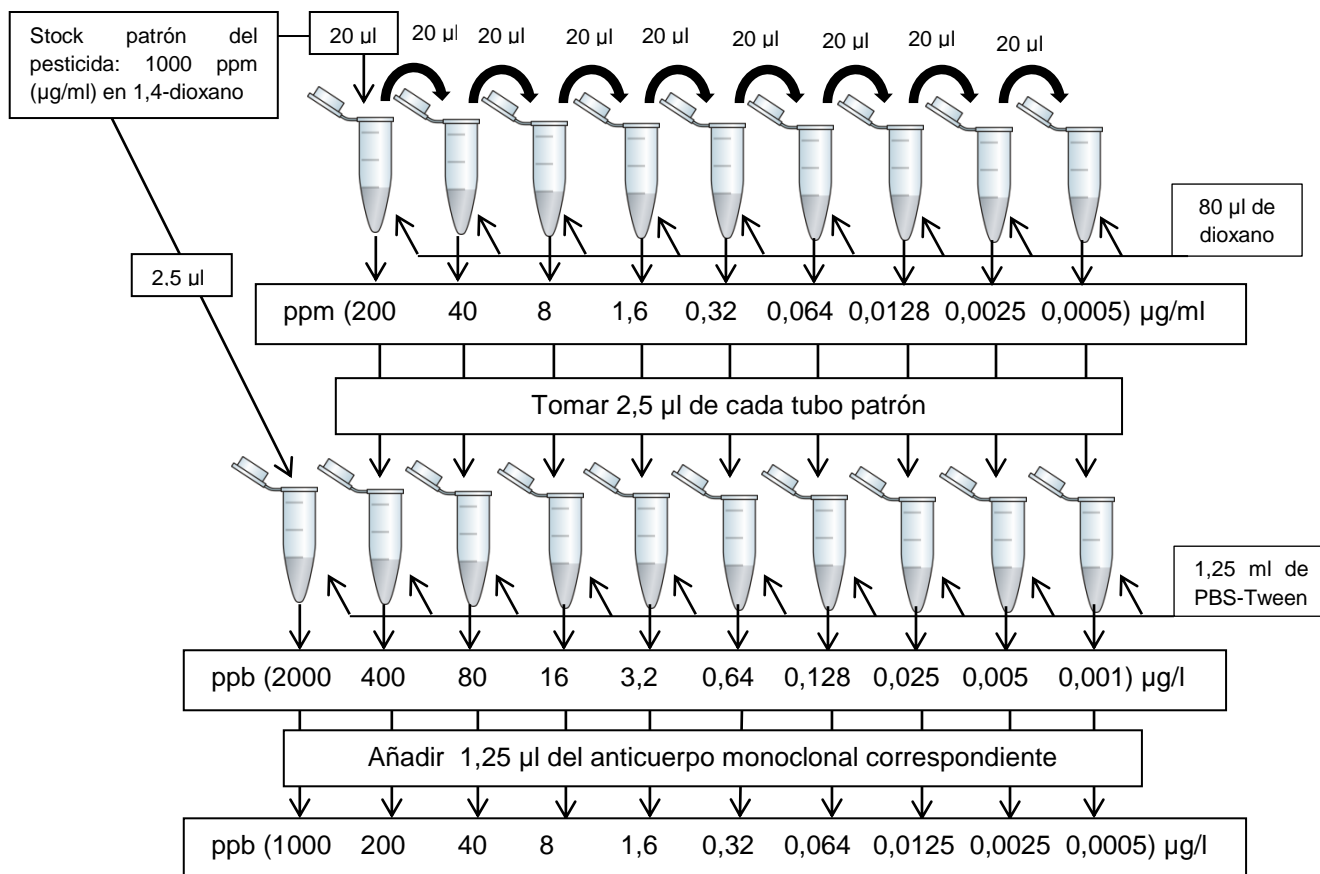 Stock patrón del
pesticida: 1000 ppm
(µg/ml) en 1,4-dioxano
20 µl
20 µl
20 µl
20 µl
20 µl
20 µl
20 µl
20 µl
20 µl
80 µl de
dioxano
2,5 µl
ppm (200 40 8 1,6 0,32 0,064 0,0128 0,0025 0,0005) µg/ml
Tomar 2,5 µl de cada tubo patrón
1,25 ml de
PBS-Tween
ppb (2000 400 80 16 3,2 0,64 0,128 0,025 0,005 0,001) µg/l
Añadir 1,25 µl del anticuerpo monoclonal correspondiente
ppb (1000 200 40 8 1,6 0,32 0,064 0,0125 0,0025 0,0005) µg/l